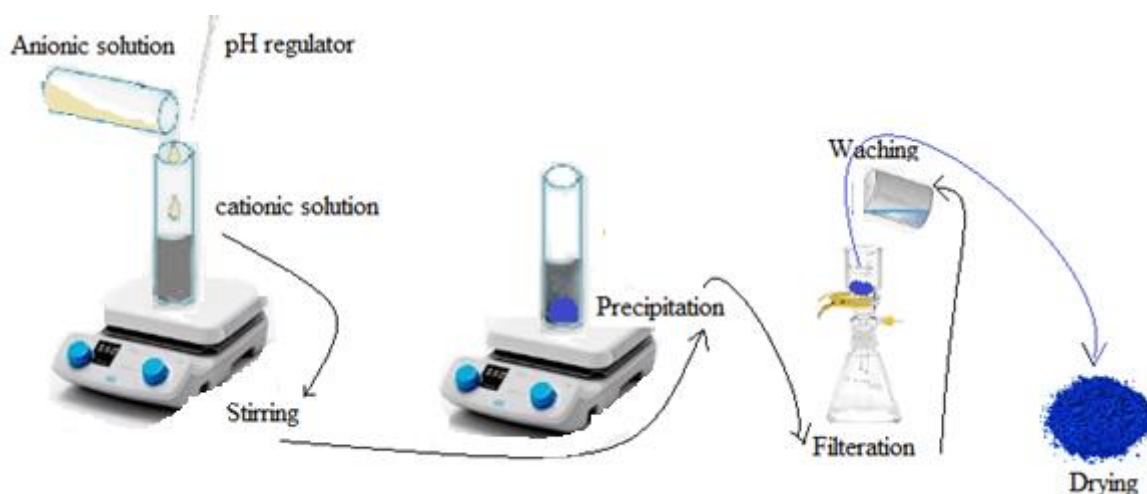 Anionic solution
pH regulator
cationic solution
Stirring
Precipitation
Waching
Filteration
Drying